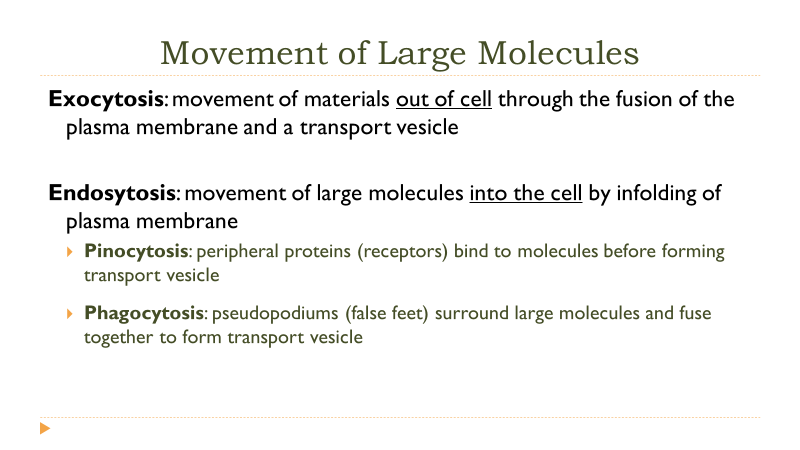 Movement of Large Molecules
Exocytosis: movement of materials out of cell through the fusion of the
plasma membrane and a transport vesicle
Endosytosis: movement of large molecules into the cell by infolding of
plasma membrane
Pinocytosis: peripheral proteins (receptors) bind to molecules before forming
transport vesicle
Phagocytosis: pseudopodiums (false feet) surround large molecules and fuse
together to form transport vesicle